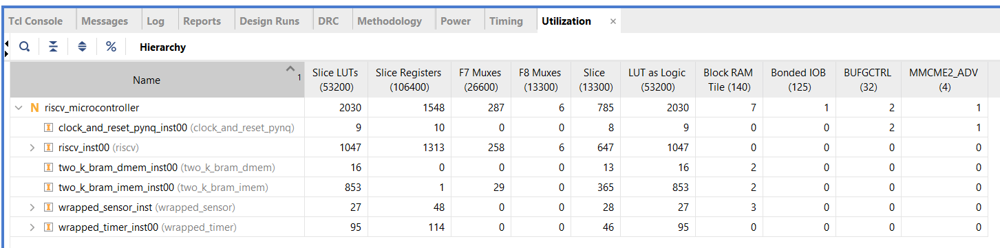 Tcl Console Messages Log Reports Design Runs DRC Methodology Power Timing Utilization ×
% Hierarchy
Name 1 Slice LUTs (53200) Slice Registers (106400) F7 Muxes (26600) F8 Muxes (13300) Slice (13300) LUT as Logic (53200) Block RAM Tile (140) Bonded IOB (125) BUFGCTRL (32) MMCME2_ADV (4)
N riscv_microcontroller 2030 1548 287 6 785 2030 7 1 2 1
I clock_and_reset_pynq_inst00 (clock_and_reset_pynq) 9 10 0 0 8 9 0 0 2 1
I riscv_inst00 (riscv) 1047 1313 258 6 647 1047 0 0 0 0
I two_k_bram_dmem_inst00 (two_k_bram_dmem) 16 0 0 0 13 16 2 0 0 0
I two_k_bram_imem_inst00 (two_k_bram_imem) 853 1 29 0 365 853 2 0 0 0
I wrapped_sensor_inst (wrapped_sensor) 27 48 0 0 28 27 3 0 0 0
I wrapped_timer_inst00 (wrapped_timer) 95 114 0 0 46 95 0 0 0 0